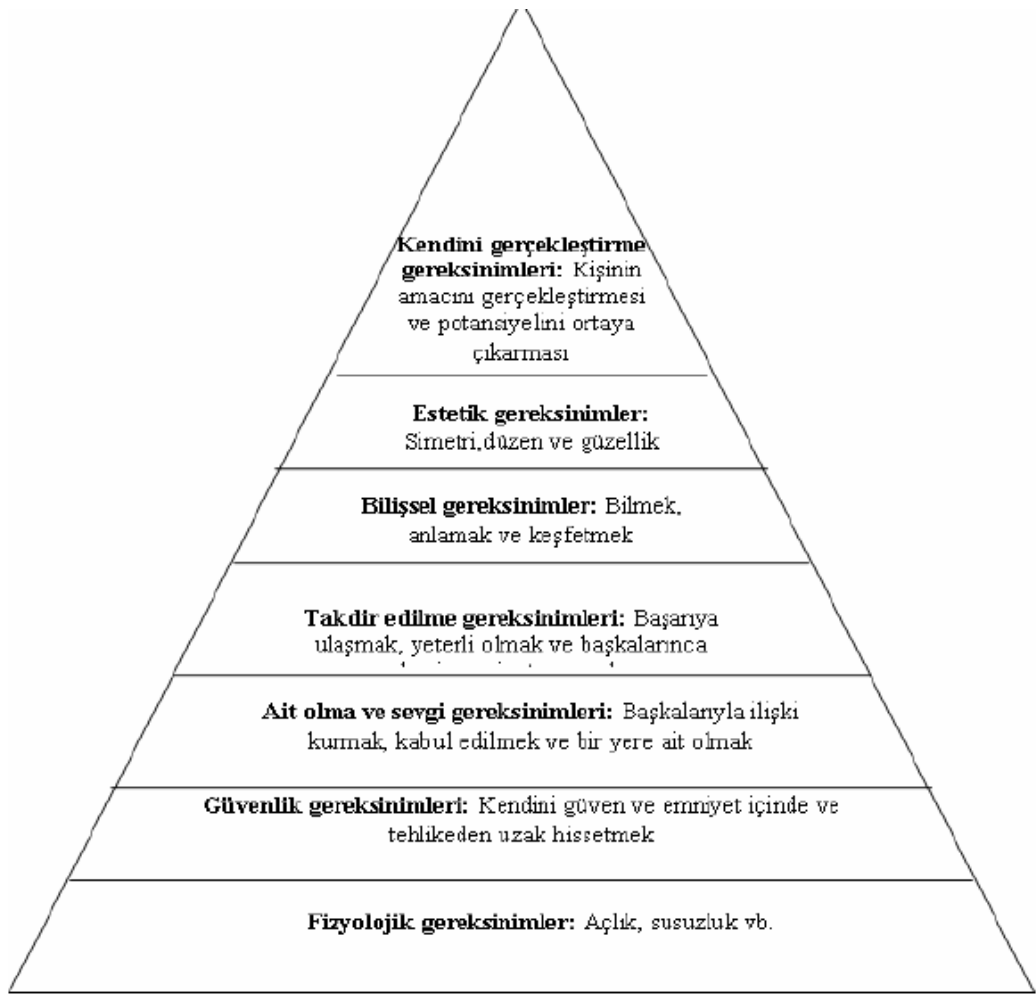 Kendini gerçekleştirme
gereksinimleri: Kişinin
amacını gerçekleştirmesi
ve potansiyelini ortaya
çıkarması
Estetik gereksinimler:
Simetri,düzen ve güzellik
Bilişsel gereksinimler: Bilmek,
anlamak ve keşfetmek
Takdir edilme gereksinimleri: Başarıya
ulaşmak, yeterli olmak ve başkalarınca
Ait olma ve sevgi gereksinimleri: Başkalarıyla ilişki
kurmak, kabul edilmek ve bir yere ait olmak
Güvenlik gereksinimleri: Kendini güven ve emniyet içinde ve
tehlikeden uzak hissetmek
Fizyolojik gereksinimler: Açlık, susuzluk vb.